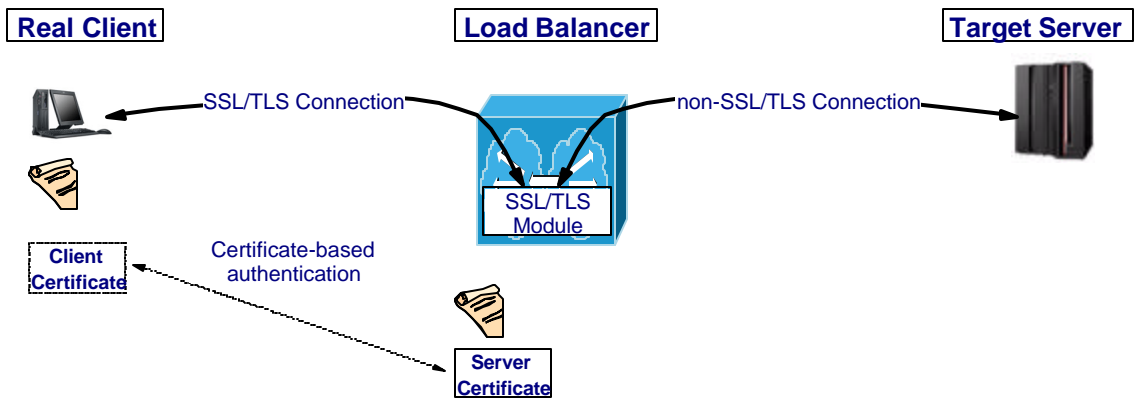 Real Client
Load Balancer
Target Server
SSL/TLS Connection
non-SSL/TLS Connection
SSL/TLS
Module
Client
Certificate
Certificate-based
authentication
Server
Certificate